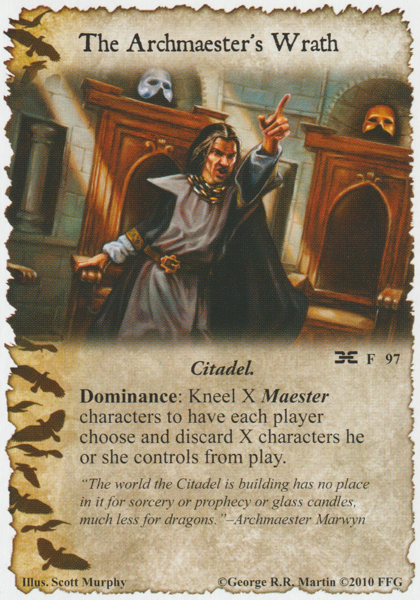 The Archmaester's Wrath
F 97
Citadel.
Dominance: Kneel X Maester
characters to have each player
choose and discard X characters he
or she controls from play.
"The world the Citadel is building has no place
in it for sorcery or prophecy or glass candles,
much less for dragons."–Archmaester Marwyn
Illus. Scott Murphy ©George R.R. Martin ©2010 FFG